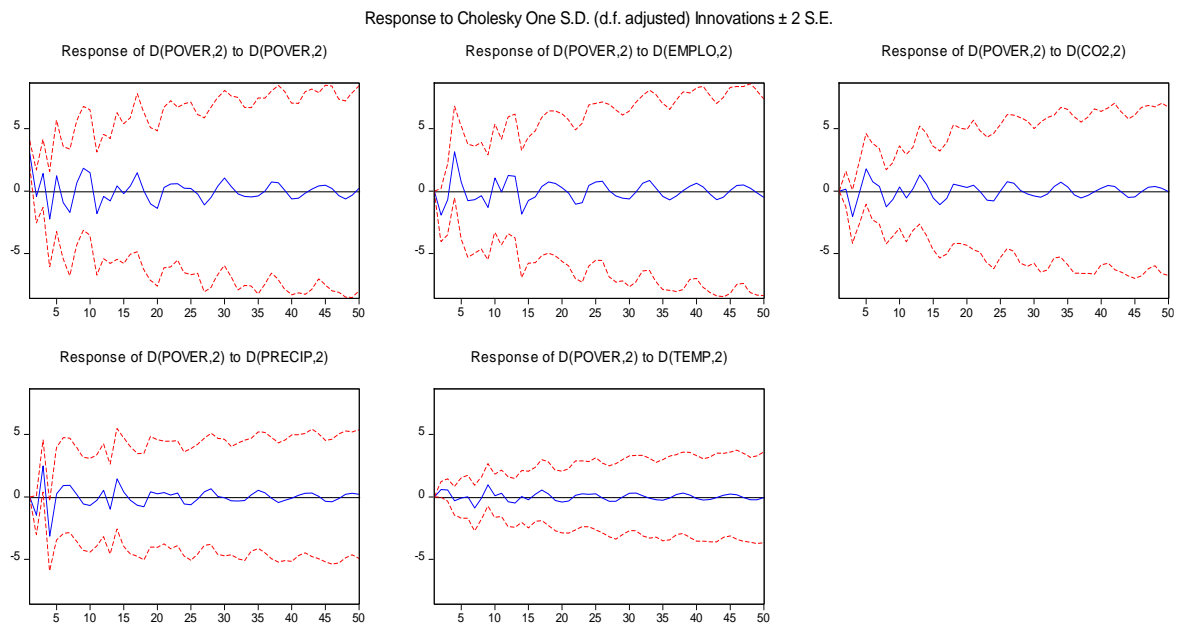 Response to Cholesky One S.D. (d.f. adjusted) Innovations ± 2 S.E.
Response of D(POVER,2) to D(POVER,2)
5
0
-5
5 10 15 20 25 30 35 40 45 50
Response of D(POVER,2) to D(EMPLO,2)
5
0
-5
5 10 15 20 25 30 35 40 45 50
Response of D(POVER,2) to D(CO2,2)
5
0
-5
5 10 15 20 25 30 35 40 45 50
Response of D(POVER,2) to D(PRECIP,2)
5
0
-5
5 10 15 20 25 30 35 40 45 50
Response of D(POVER,2) to D(TEMP,2)
5
0
-5
5 10 15 20 25 30 35 40 45 50